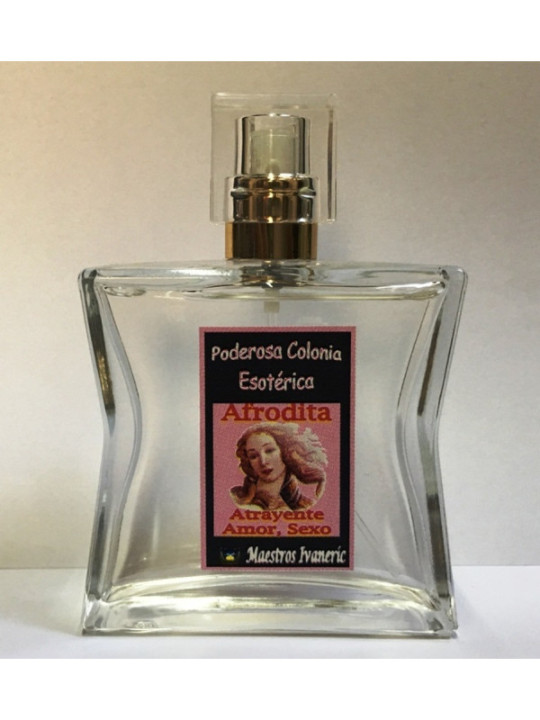 Poderosa Colonia
Esotérica
Afrodita
Atrayente
Amor, Sexo
Maestros Ivaneric